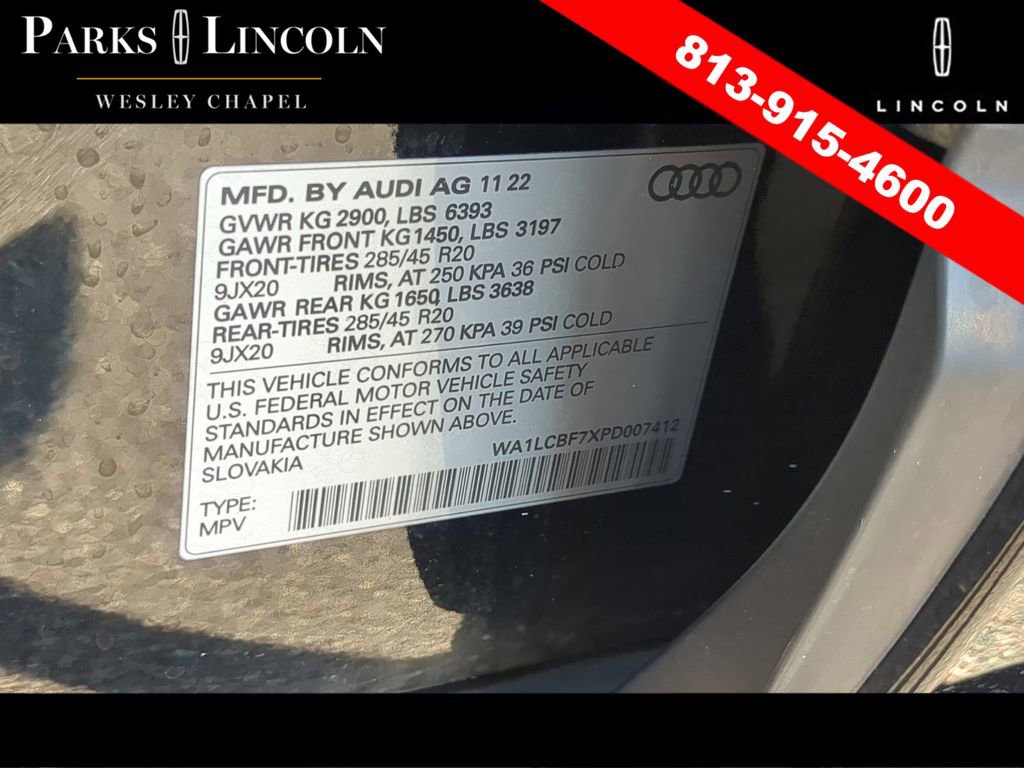 PARKS LINCOLN
WESLEY CHAPEL
813-915-4600
LINCOLN
MFD. BY AUDI AG 11 22
GVWR KG 2900, LBS 6393
GAWR FRONT KG1450, LBS 3197
FRONT-TIRES 285/45 R20
9JX20 RIMS, AT 250 KPA 36 PSI COLD
GAWR REAR KG 1650, LBS 3638
REAR-TIRES 285/45 R20
9JX20 RIMS, AT 270 KPA 39 PSI COLD
THIS VEHICLE CONFORMS TO ALL APPLICABLE
U.S. FEDERAL MOTOR VEHICLE SAFETY
STANDARDS IN EFFECT ON THE DATE OF
MANUFACTURE SHOWN ABOVE.
SLOVAKIA
WA1LCBF7XPD007412
TYPE:
MPV